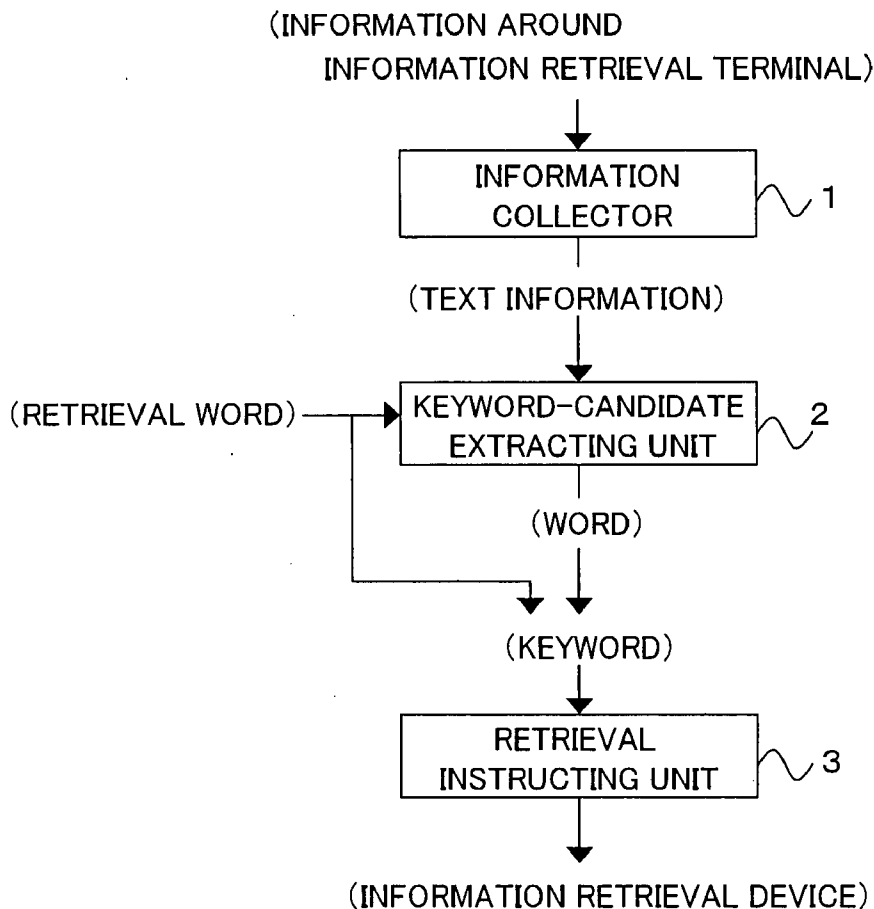 (INFORMATION AROUND
INFORMATION RETRIEVAL TERMINAL)
INFORMATION
COLLECTOR
1
(TEXT INFORMATION)
(RETRIEVAL WORD)
KEYWORD-CANDIDATE
EXTRACTING UNIT
2
(WORD)
(KEYWORD)
RETRIEVAL
INSTRUCTING UNIT
3
(INFORMATION RETRIEVAL DEVICE)